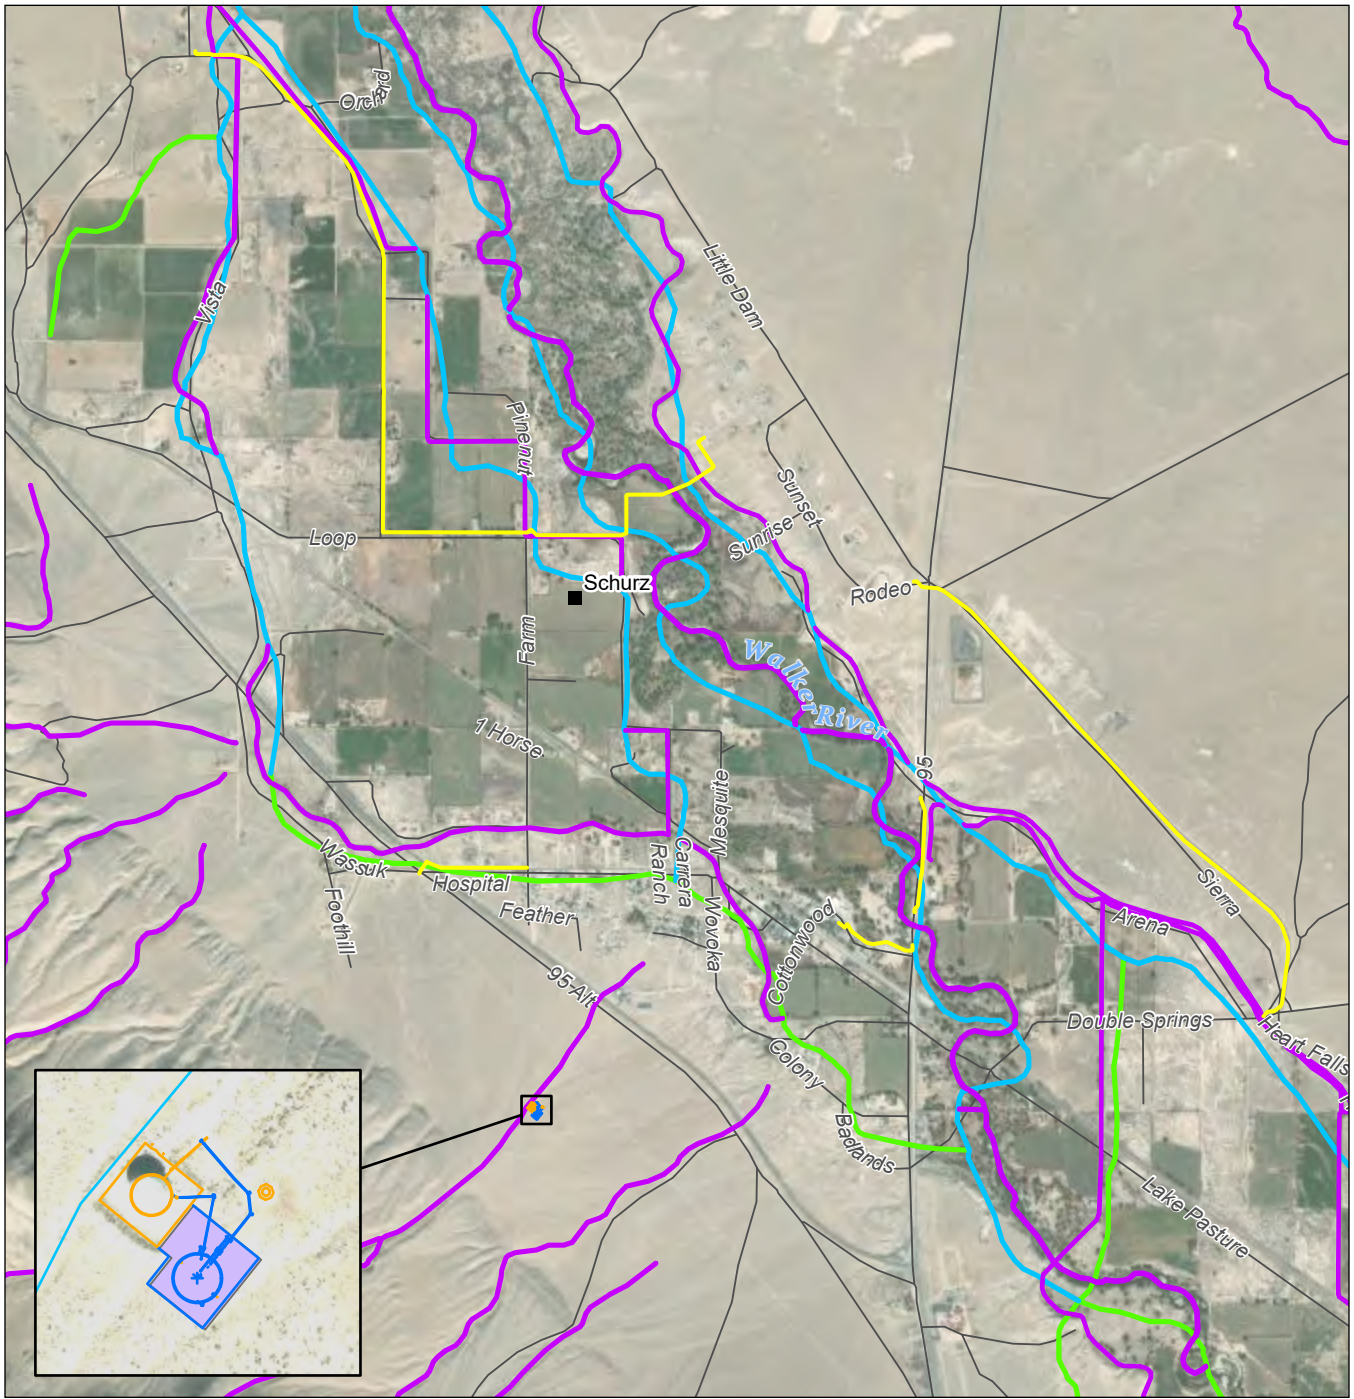 Orchard
Little Dam
Vista
Pinenut
Sunset
Sunrise
Loop
Schurz
Rodeo
Farm
Walker River
1 Horse
95
Mesquite
Wassuk
Hospital
Ranch
Carrera
Sierra
Foothill
Feather
Wovoka
Cottonwood
Arena
95 Alt
Double Springs
Heart Falls
Colony
Badlands
Lake Pasture